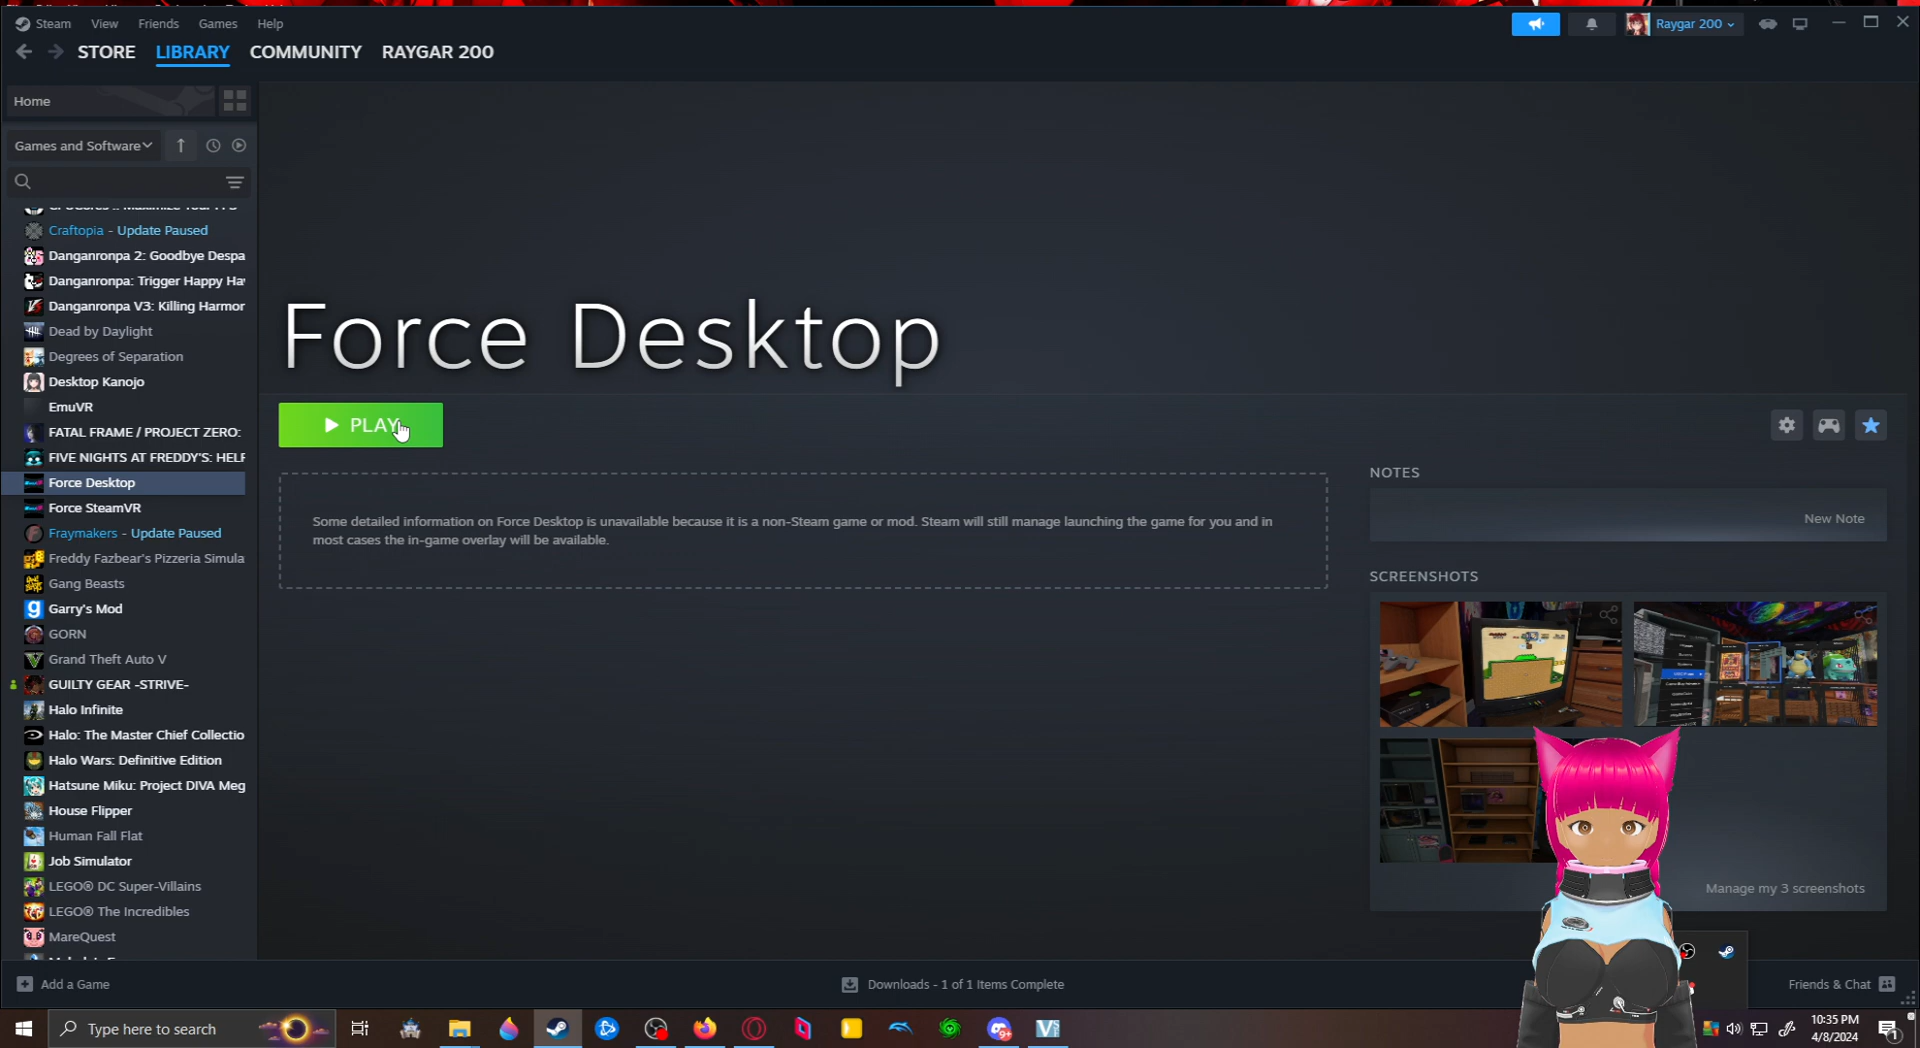 Steam View Friends Games Help
Raygar 200
STORE LIBRARY COMMUNITY RAYGAR 200
Home
Games and Software
Craftopia - Update Paused
Danganronpa 2: Goodbye Despa
Danganronpa: Trigger Happy Hav
Danganronpa V3: Killing Harmor
Dead by Daylight
Degrees of Separation
Desktop Kanojo
EmuVR
FATAL FRAME / PROJECT ZERO:
FIVE NIGHTS AT FREDDY'S: HELF
Force Desktop
Force SteamVR
Fraymakers - Update Paused
Freddy Fazbear's Pizzeria Simula
Gang Beasts
Garry's Mod
GORN
Grand Theft Auto V
GUILTY GEAR -STRIVE-
Halo Infinite
Halo: The Master Chief Collectio
Halo Wars: Definitive Edition
Hatsune Miku: Project DIVA Meg
House Flipper
Human Fall Flat
Job Simulator
LEGO® DC Super-Villains
LEGO® The Incredibles
MareQuest
Force Desktop
PLAY
Some detailed information on Force Desktop is unavailable because it is a non-Steam game or mod. Steam will still manage launching the game for you and in
most cases the in-game overlay will be available.
NOTES
New Note
SCREENSHOTS
Manage my 3 screenshots
Add a Game
Downloads - 1 of 1 Items Complete
Friends & Chat
Type here to search
10:35 PM
4/8/2024